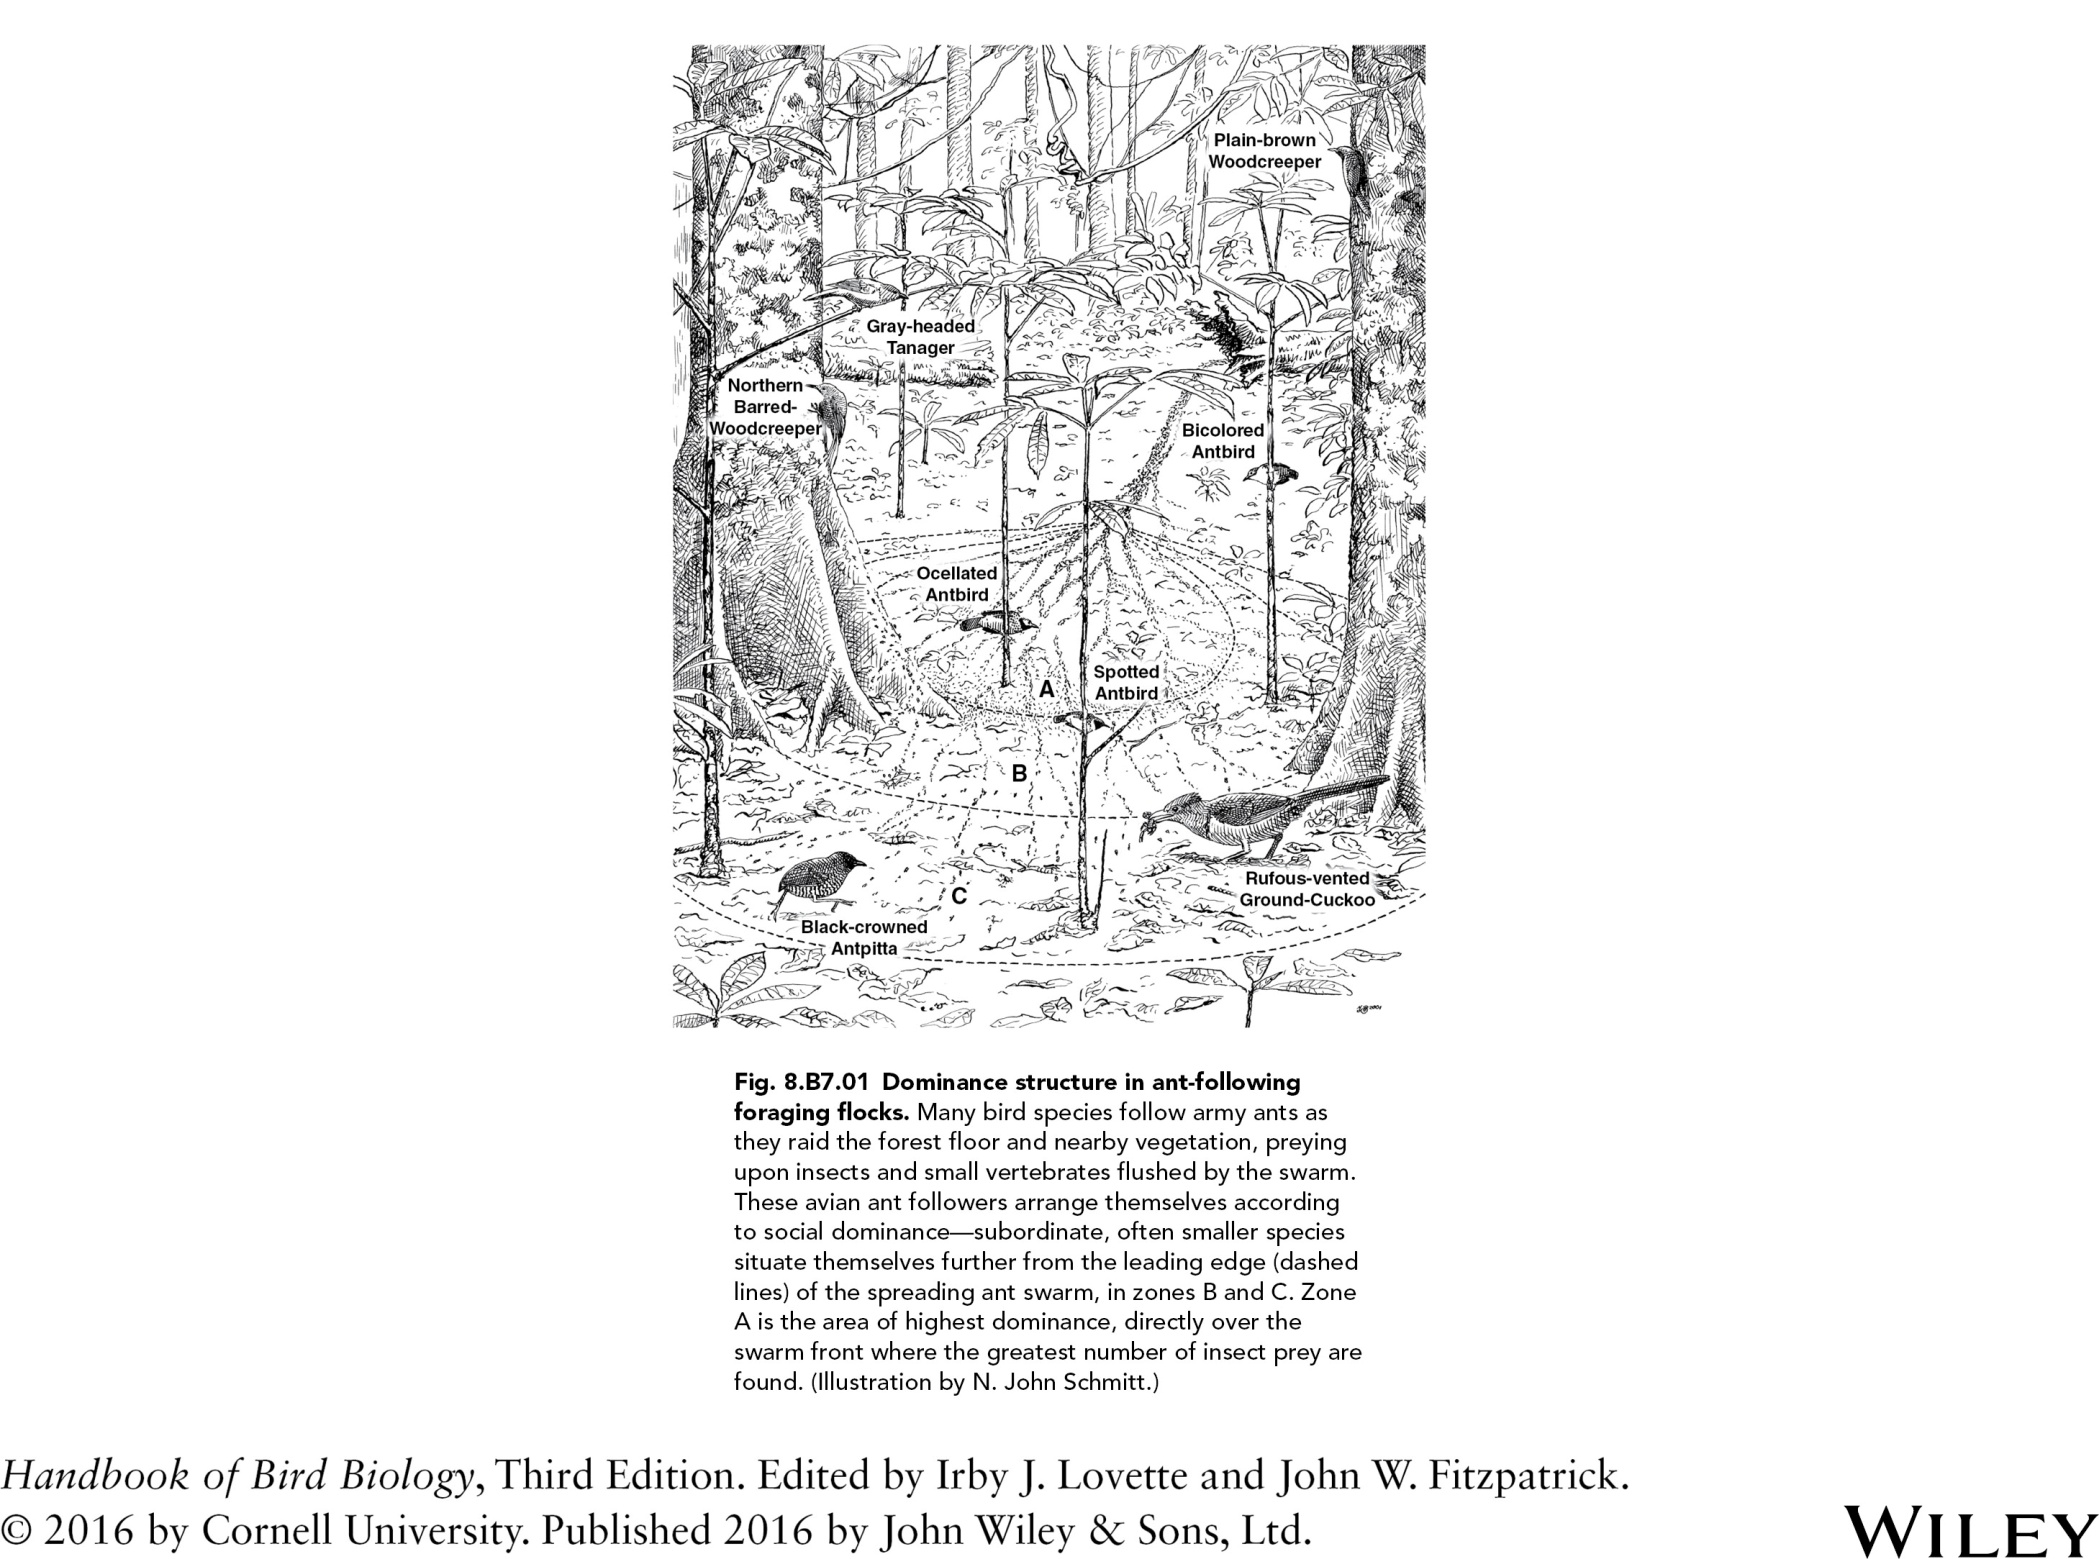 Plain-brown
Woodcreeper
Gray-headed
Tanager
Northern
Barred-
Woodcreeper
Bicolored
Antbird
Ocellated
Antbird
Spotted
Antbird
A
B
C
Rufous-vented
Ground-Cuckoo
Black-crowned
Antpitta
Fig. 8.B7.01 Dominance structure in ant-following
foraging flocks. Many bird species follow army ants as
they raid the forest floor and nearby vegetation, preying
upon insects and small vertebrates flushed by the swarm.
These avian ant followers arrange themselves according
to social dominance—subordinate, often smaller species
situate themselves further from the leading edge (dashed
lines) of the spreading ant swarm, in zones B and C. Zone
A is the area of highest dominance, directly over the
swarm front where the greatest number of insect prey are
found. (Illustration by N. John Schmitt.)
Handbook of Bird Biology, Third Edition. Edited by Irby J. Lovette and John W. Fitzpatrick.
© 2016 by Cornell University. Published 2016 by John Wiley & Sons, Ltd.
WILEY